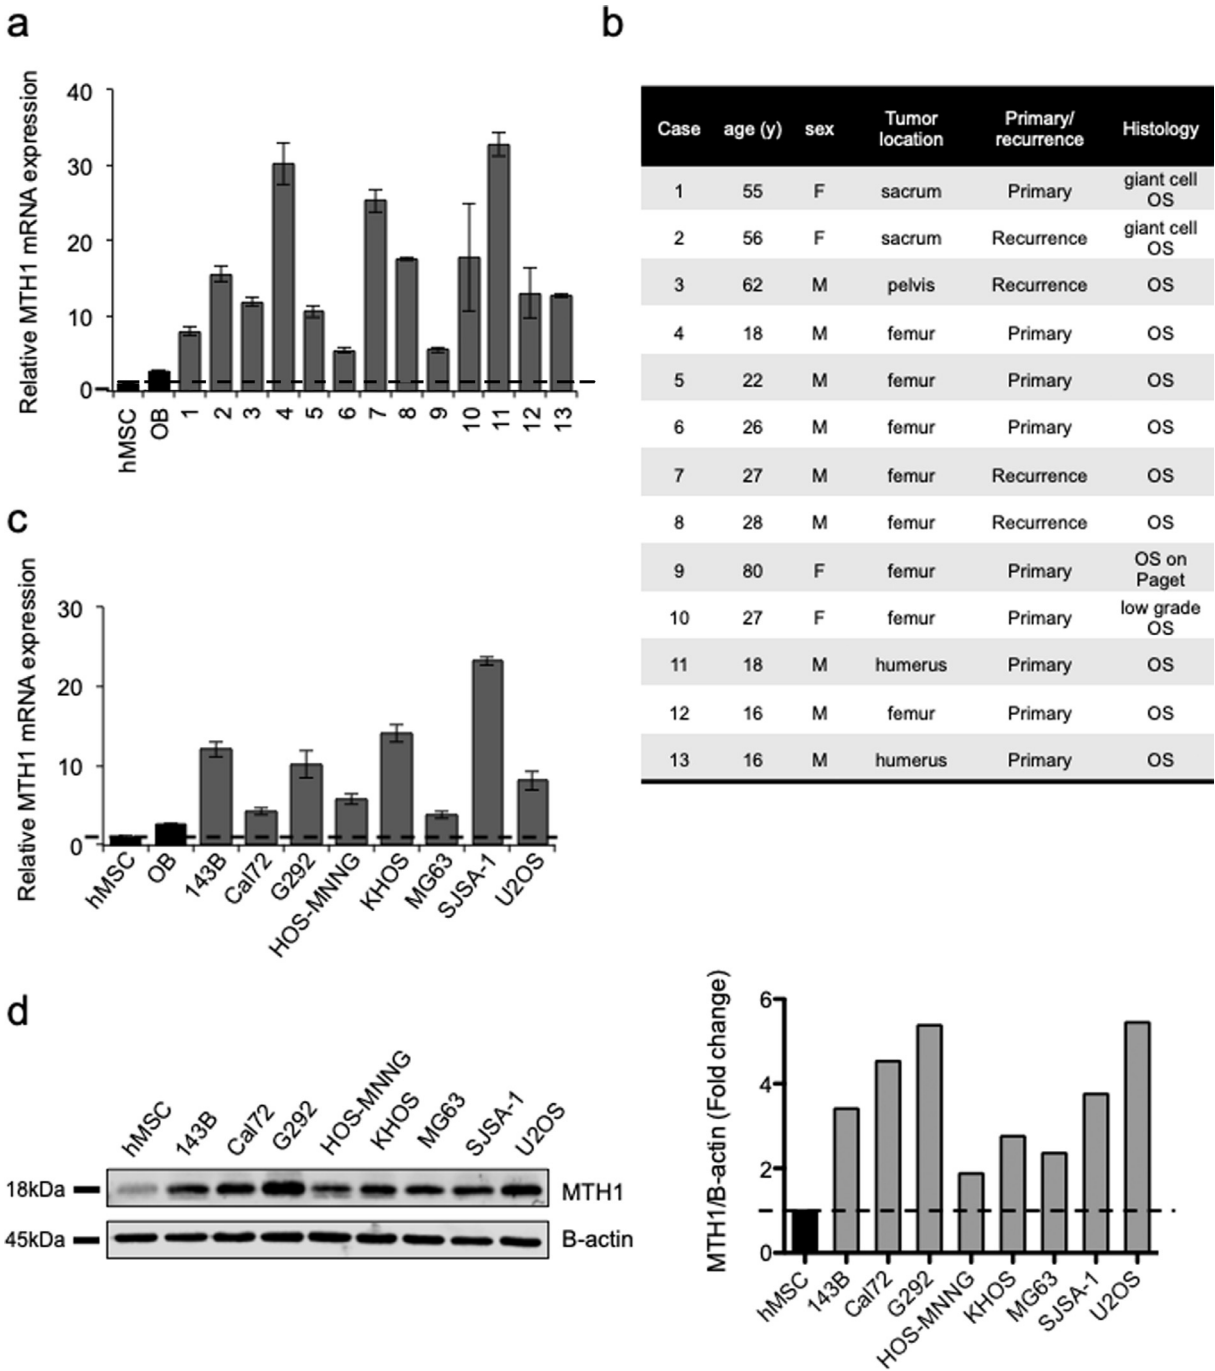 a
Relative MTH1 mRNA expression
40
30
20
10
0
hMSC
OB
1
2
3
4
5
6
7
8
9
10
11
12
13
b
Case age (y) sex Tumor location Primary/ recurrence Histology
1 55 F sacrum Primary giant cell OS
2 56 F sacrum Recurrence giant cell OS
3 62 M pelvis Recurrence OS
4 18 M femur Primary OS
5 22 M femur Primary OS
6 26 M femur Primary OS
7 27 M femur Recurrence OS
8 28 M femur Recurrence OS
9 80 F femur Primary OS on Paget
10 27 F femur Primary low grade OS
11 18 M humerus Primary OS
12 16 M femur Primary OS
13 16 M humerus Primary OS
c
Relative MTH1 mRNA expression
30
20
10
0
hMSC
OB
143B
Cal72
G292
HOS-MNNG
KHOS
MG63
SJSA-1
U2OS
d
hMSC
143B
Cal72
G292
HOS-MNNG
KHOS
MG63
SJSA-1
U2OS
18kDa
MTH1
45kDa
B-actin
MTH1/B-actin (Fold change)
6
4
2
0
hMSC
143B
Cal72
G292
HOS-MNNG
KHOS
MG63
SJSA-1
U2OS